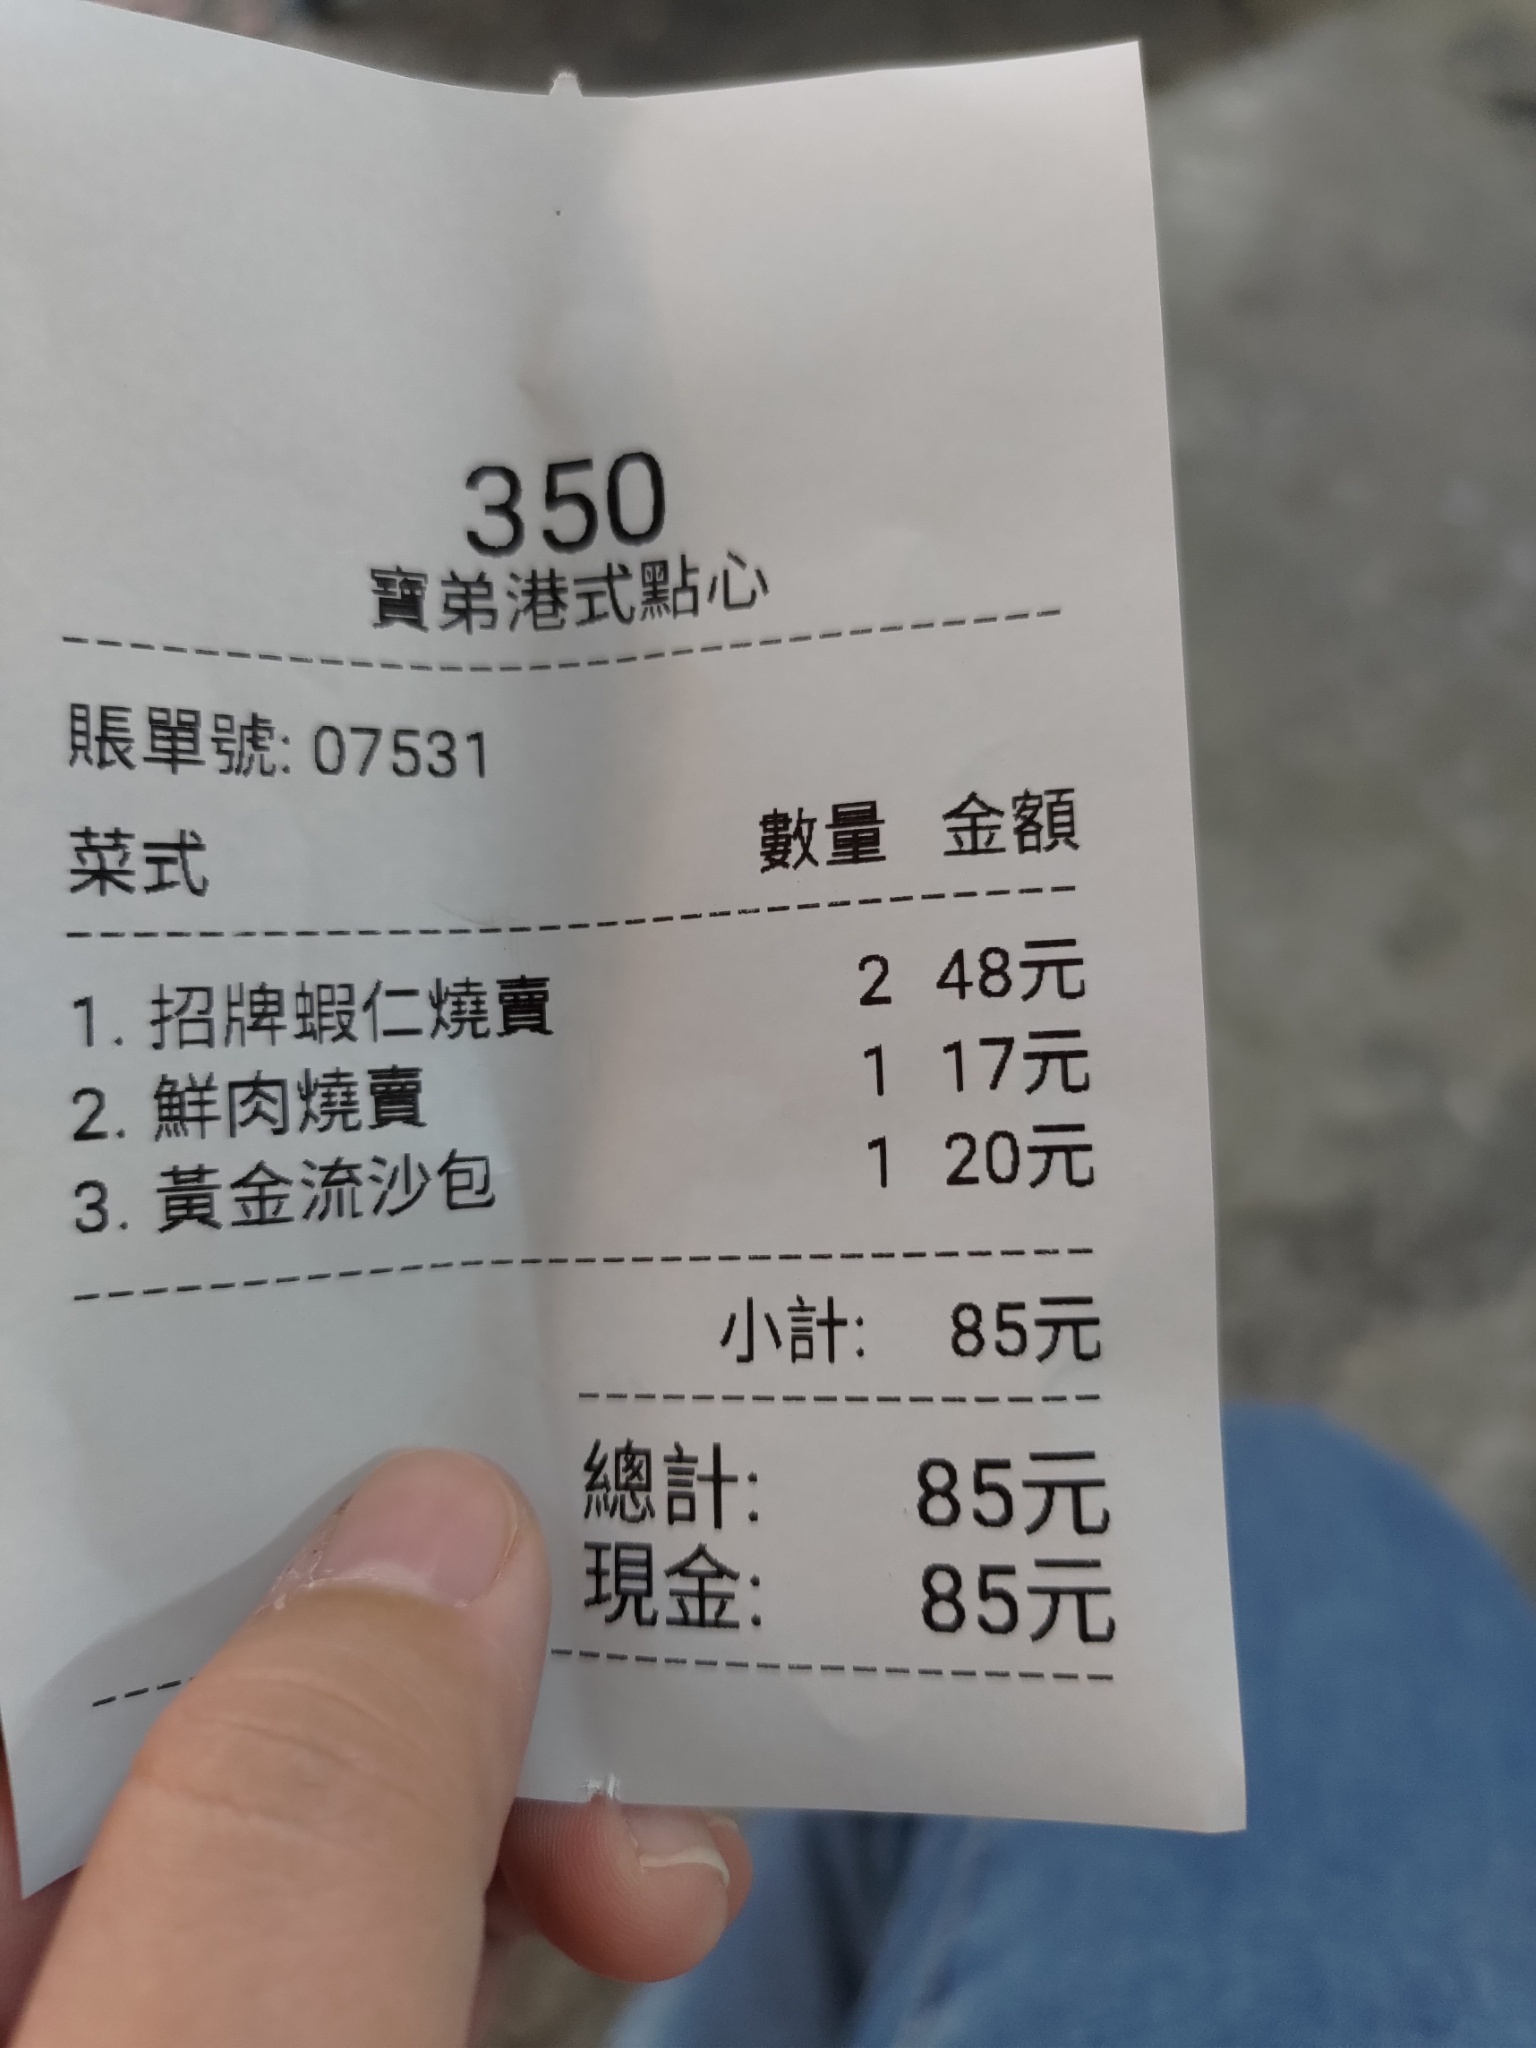 350
寶弟港式點心
賬單號: 07531
菜式 數量 金額
1. 招牌蝦仁燒賣 2 48元
2. 鮮肉燒賣 1 17元
3. 黃金流沙包 1 20元
小計: 85元
總計: 85元
現金: 85元